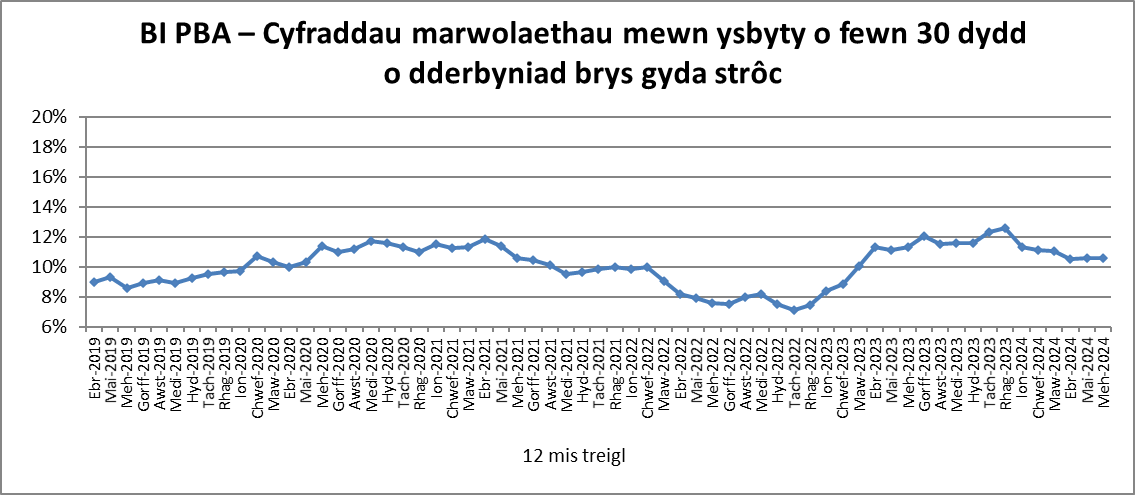 BI PBA – Cyfraddau marwolaethau mewn ysbyty o fewn 30 dydd
o dderbyniad brys gyda strôc
20%
18%
16%
14%
12%
10%
8%
6%
Ebr-2019
Mai-2019
Meh-2019
Gorff-2019
Awst-2019
Medi-2019
Hyd-2019
Tach-2019
Rhag-2019
Ion-2020
Chwef-2020
Maw-2020
Ebr-2020
Mai-2020
Meh-2020
Gorff-2020
Awst-2020
Medi-2020
Hyd-2020
Tach-2020
Rhag-2020
Ion-2021
Chwef-2021
Maw-2021
Ebr-2021
Mai-2021
Meh-2021
Gorff-2021
Awst-2021
Medi-2021
Hyd-2021
Tach-2021
Rhag-2021
Ion-2022
Chwef-2022
Maw-2022
Ebr-2022
Mai-2022
Meh-2022
Gorff-2022
Awst-2022
Medi-2022
Hyd-2022
Tach-2022
Rhag-2022
Ion-2023
Chwef-2023
Maw-2023
Ebr-2023
Mai-2023
Meh-2023
Gorff-2023
Awst-2023
Medi-2023
Hyd-2023
Tach-2023
Rhag-2023
Ion-2024
Chwef-2024
Maw-2024
Ebr-2024
Mai-2024
Meh-2024
12 mis treigl